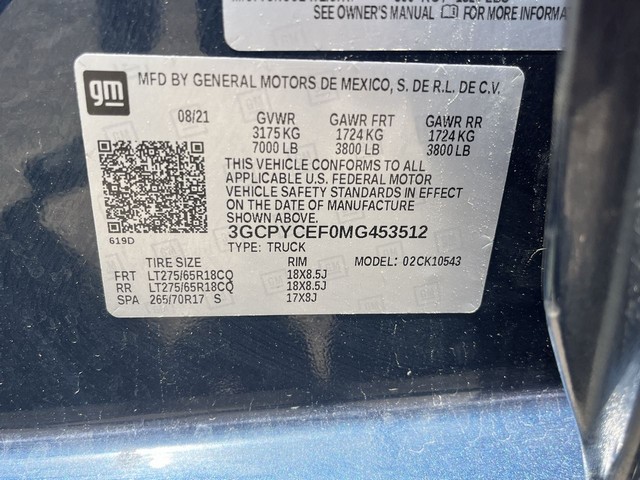 SEE OWNER'S MANUAL FOR MORE
gm
MFD BY GENERAL MOTORS DE MEXICO, S. DE R.L. DE C.V.
08/21 GVWR GAWR FRT GAWR RR
3175 KG 1724 KG 1724 KG
7000 LB 3800 LB 3800 LB
THIS VEHICLE CONFORMS TO ALL
APPLICABLE U.S. FEDERAL MOTOR
VEHICLE SAFETY STANDARDS IN EFFECT
ON THE DATE OF MANUFACTURE
SHOWN ABOVE.
3GCPYCEF0MG453512
619D
TYPE: TRUCK
TIRE SIZE RIM MODEL: 02CK10543
FRT LT275/65R18CQ 18X8.5J
RR LT275/65R18CQ 18X8.5J
SPA 265/70R17 S 17X8J